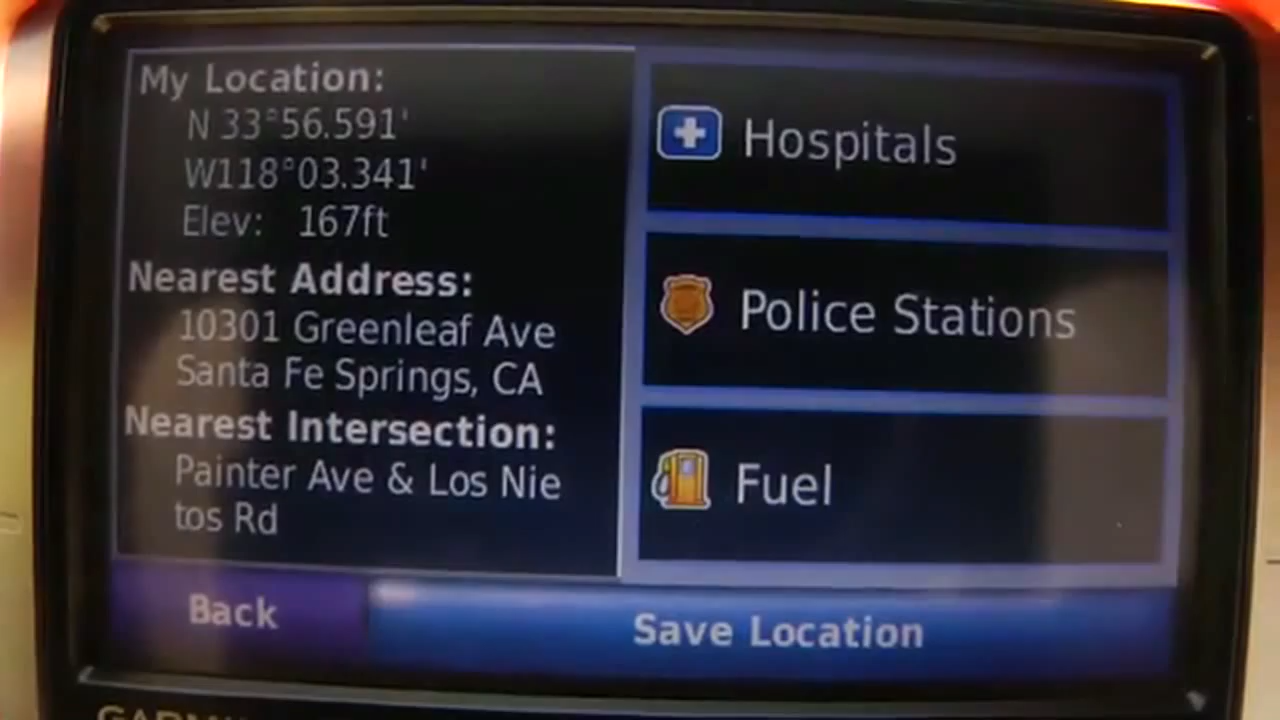 My Location:
N 33°56.591'
W118°03.341'
Elev: 167ft
Nearest Address:
10301 Greenleaf Ave
Santa Fe Springs, CA
Nearest Intersection:
Painter Ave & Los Nie
tos Rd
Hospitals
Police Stations
Fuel
Back
Save Location